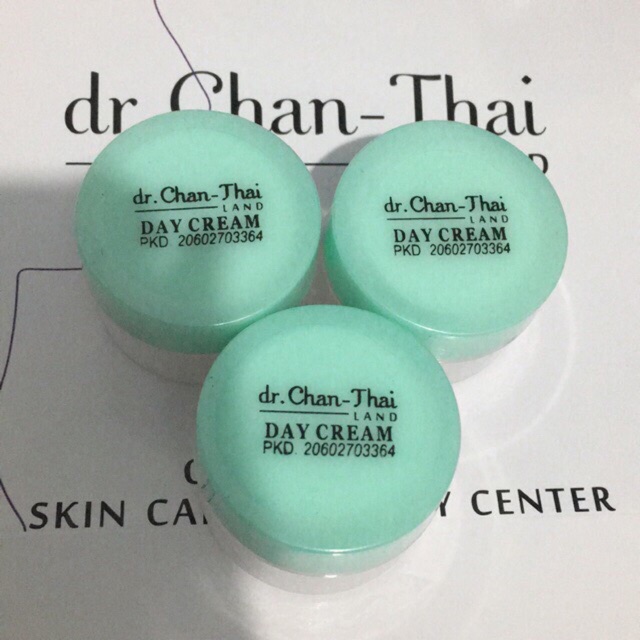 dr. Chan-Thai
dr. Chan-Thai
LAND
DAY CREAM
PKD 20602703364
dr. Chan-Thai
LAND
DAY CREAM
PKD 20602703364
dr. Chan-Thai
LAND
DAY CREAM
PKD. 20602703364
SKIN CENTER